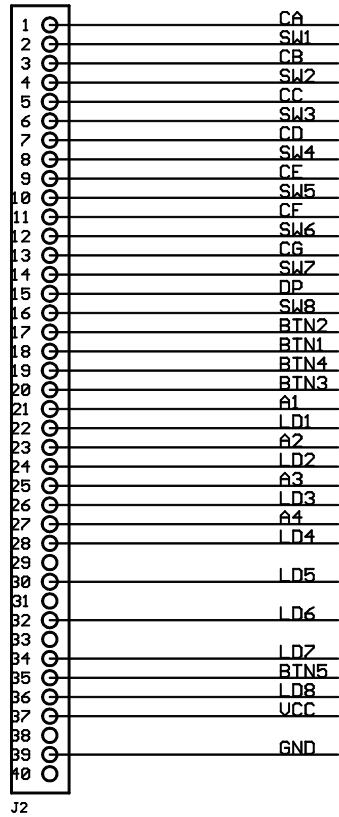 1 CA
2 SW1
3 CB
4 SW2
5 CC
6 SW3
7 CD
8 SW4
9 CE
10 SW5
11 CF
12 SW6
13 CG
14 SW7
15 DP
16 SW8
17 BTN2
18 BTN1
19 BTN4
20 BTN3
21 A1
22 LD1
23 A2
24 LD2
25 A3
26 LD3
27 A4
28 LD4
29
30 LD5
31
32 LD6
33
34 LD7
35 BTN5
36 LD8
37 VCC
38
39 GND
40
J2